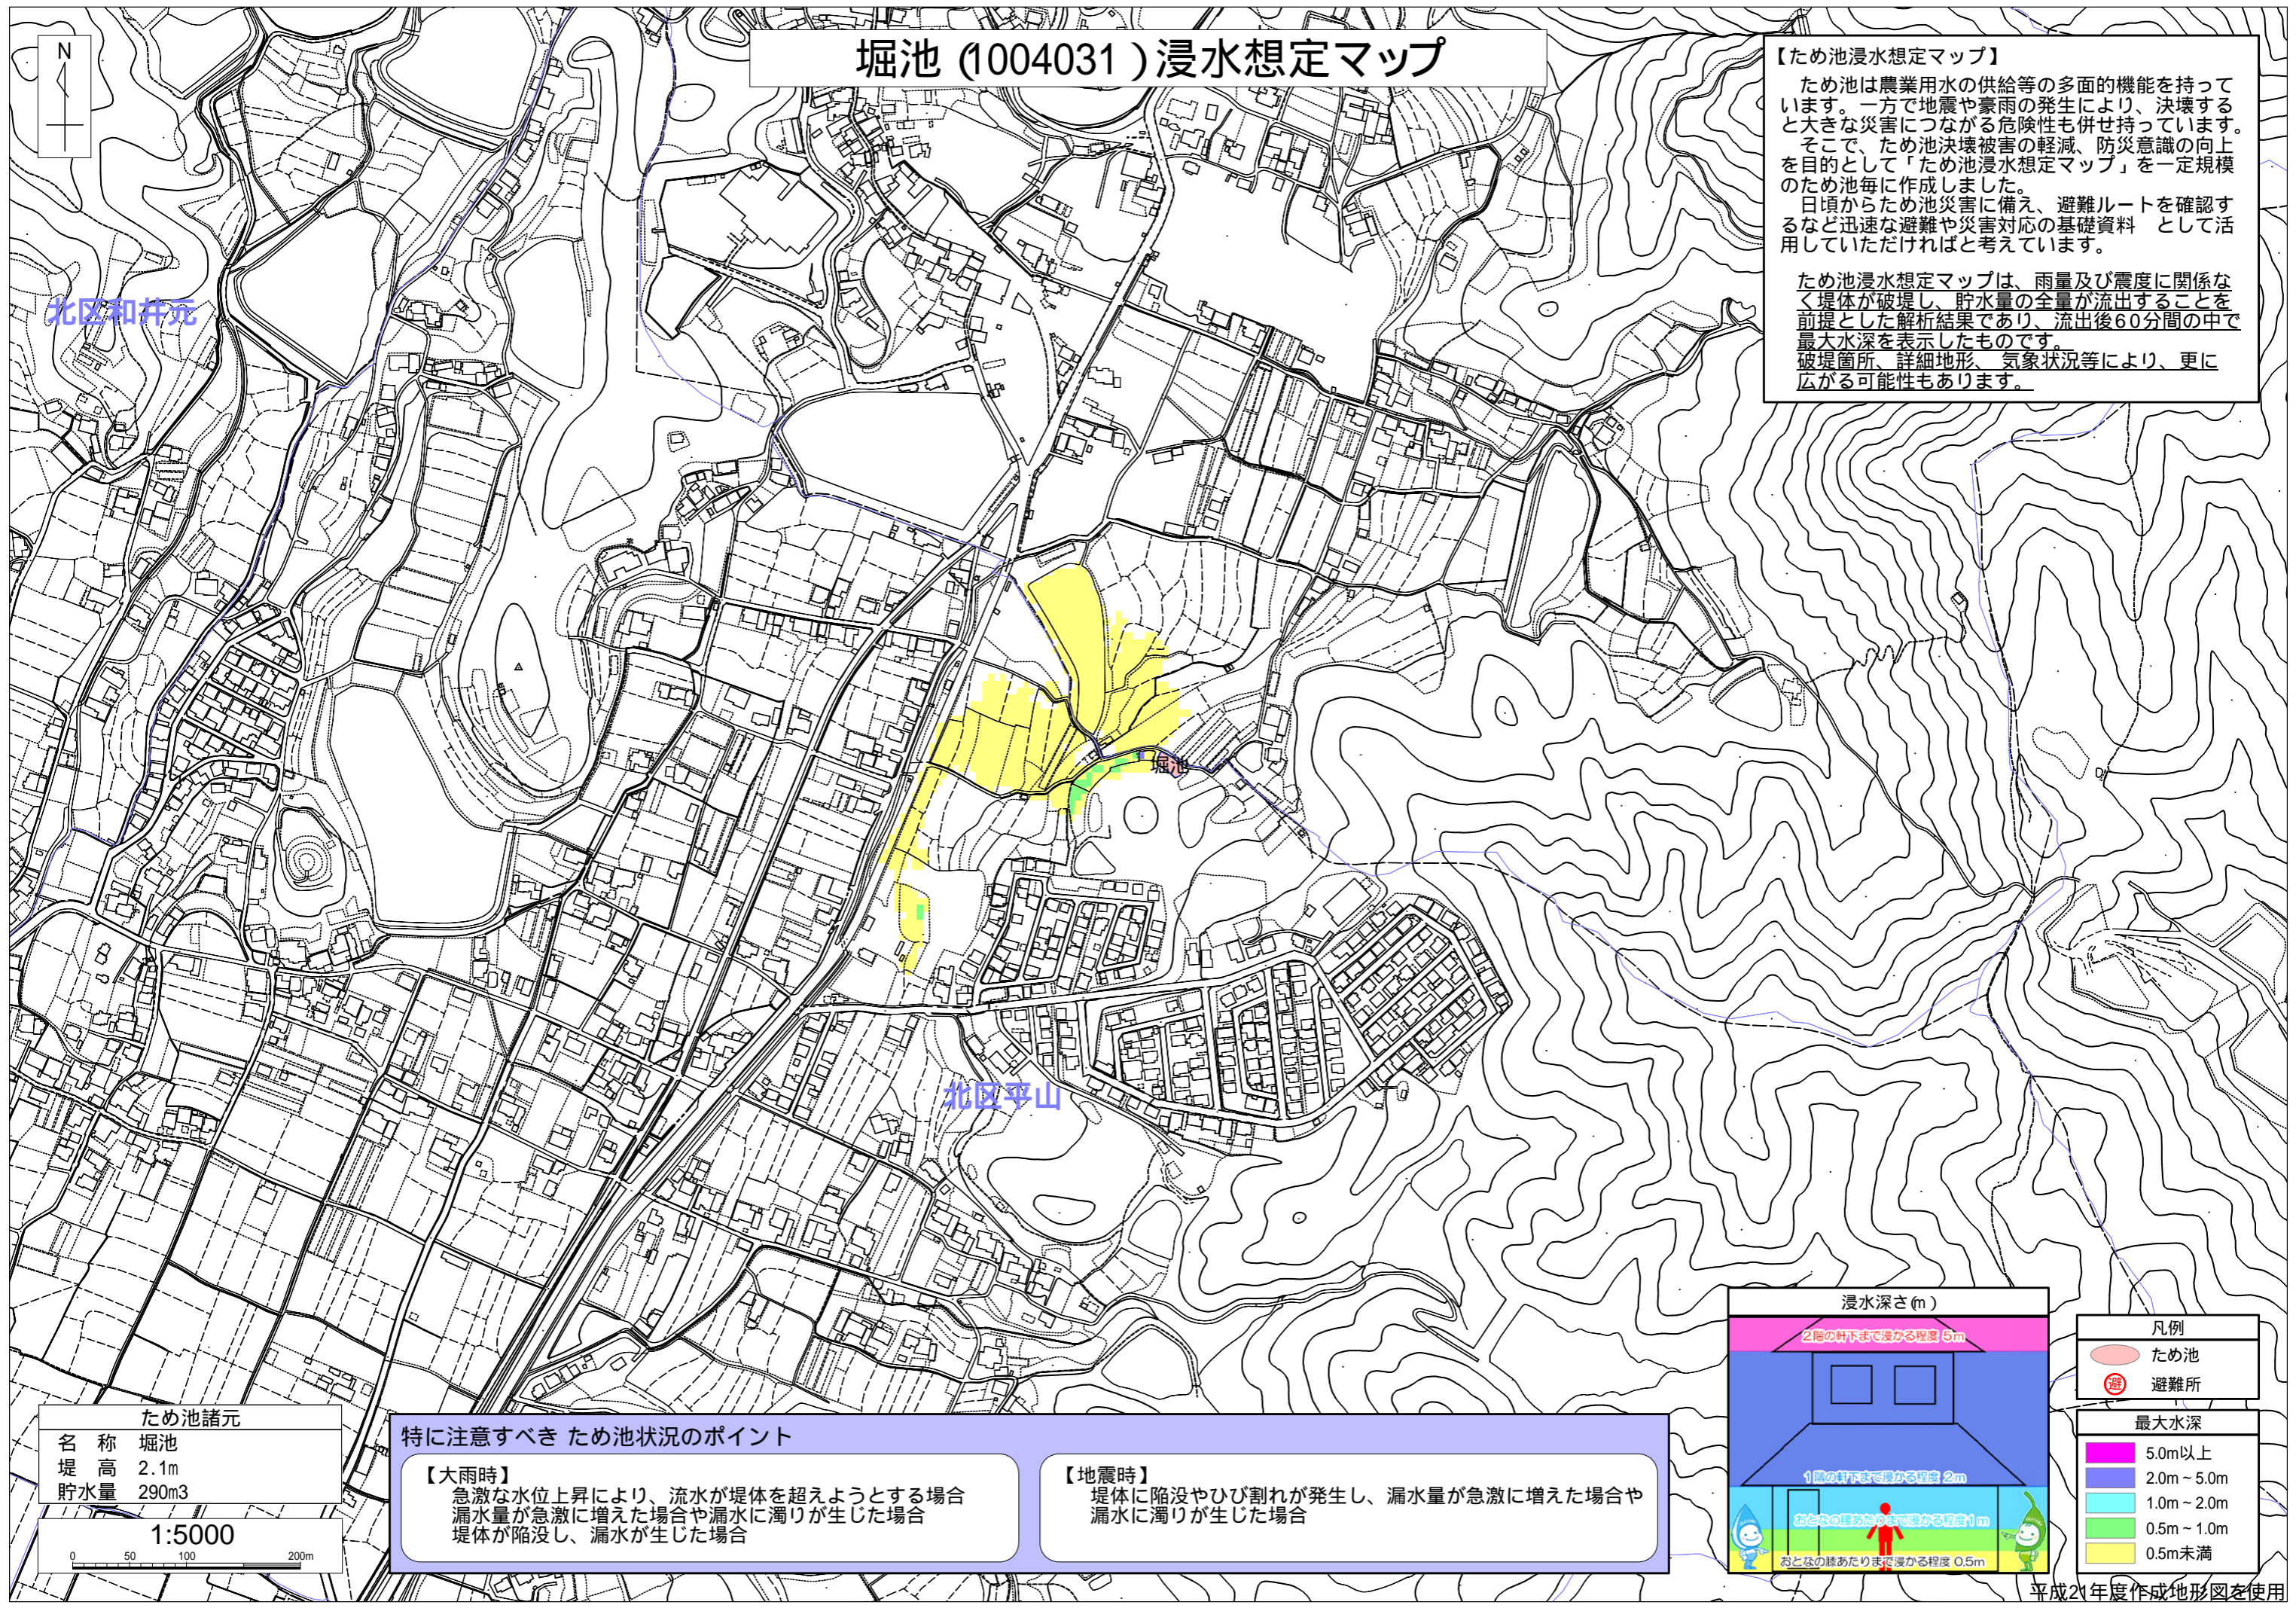 堀池 (1004031 ) 浸水想定マップ
N
【ため池浸水想定マップ】
ため池は農業用水の供給等の多面的機能を持って
います。一方で地震や豪雨の発生により、決壊する
と大きな災害につながる危険性も併せ持っています。
そこで、ため池決壊被害の軽減、防災意識の向上
を目的として「ため池浸水想定マップ」を一定規模
のため池毎に作成しました。
日頃からため池災害に備え、避難ルートを確認す
るなど迅速な避難や災害対応の基礎資料　として活
用していただければと考えています。
ため池浸水想定マップは、雨量及び震度に関係な
く堤体が破堤し、貯水量の全量が流出することを
前提とした解析結果であり、流出後60分間の中で
最大水深を表示したものです。
破堤箇所、詳細地形、気象状況等により、更に
広がる可能性もあります。
北区和井元
堀池
北区平山
ため池諸元
名　称　堀池
堤　高　2.1m
貯水量　290m3
1:5000
0 50 100 200m
特に注意すべき ため池状況のポイント
【大雨時】
急激な水位上昇により、流水が堤体を超えようとする場合
漏水量が急激に増えた場合や漏水に濁りが生じた場合
堤体が陥没し、漏水が生じた場合
【地震時】
堤体に陥没やひび割れが発生し、漏水量が急激に増えた場合や
漏水に濁りが生じた場合
浸水深さ(m )
2階の軒下まで浸かる程度 5m
1階の軒下まで浸かる程度 2m
おとなの腰あたりまで浸かる程度1m
おとなの膝あたりまで浸かる程度 0.5m
凡例
ため池
避 避難所
最大水深
5.0m以上
2.0m～5.0m
1.0m～2.0m
0.5m～1.0m
0.5m未満
平成21年度作成地形図を使用